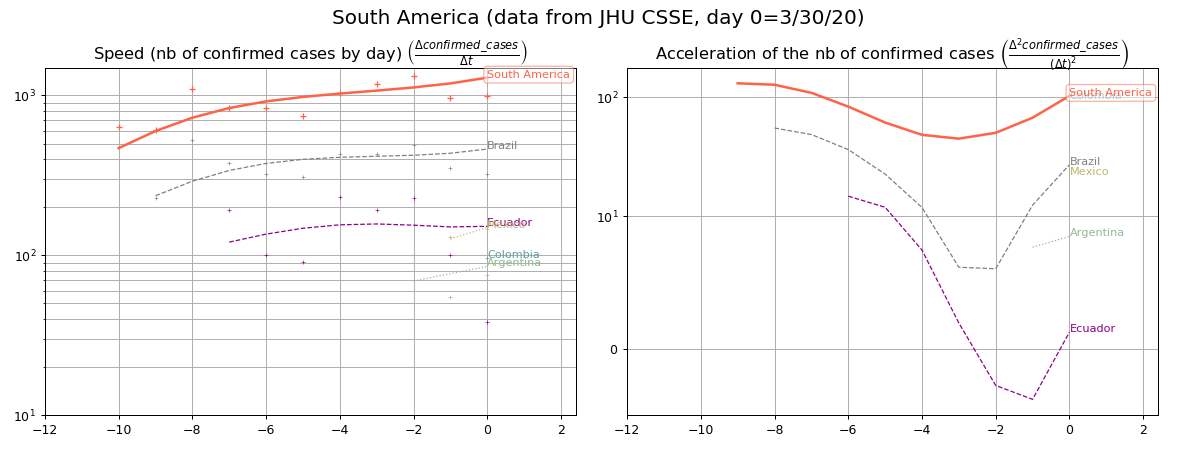 South America (data from JHU CSSE, day 0=3/30/20)
Speed (nb of confirmed cases by day) (Δconfirmed_cases/Δt)
10³
10²
10¹
−12 −10 −8 −6 −4 −2 0 2
South America
Brazil
Ecuador
Mexico
Colombia
Argentina
Acceleration of the nb of confirmed cases (Δ²confirmed_cases/(Δt)²)
10²
10¹
0
−12 −10 −8 −6 −4 −2 0 2
South America
Colombia
Brazil
Mexico
Argentina
Ecuador